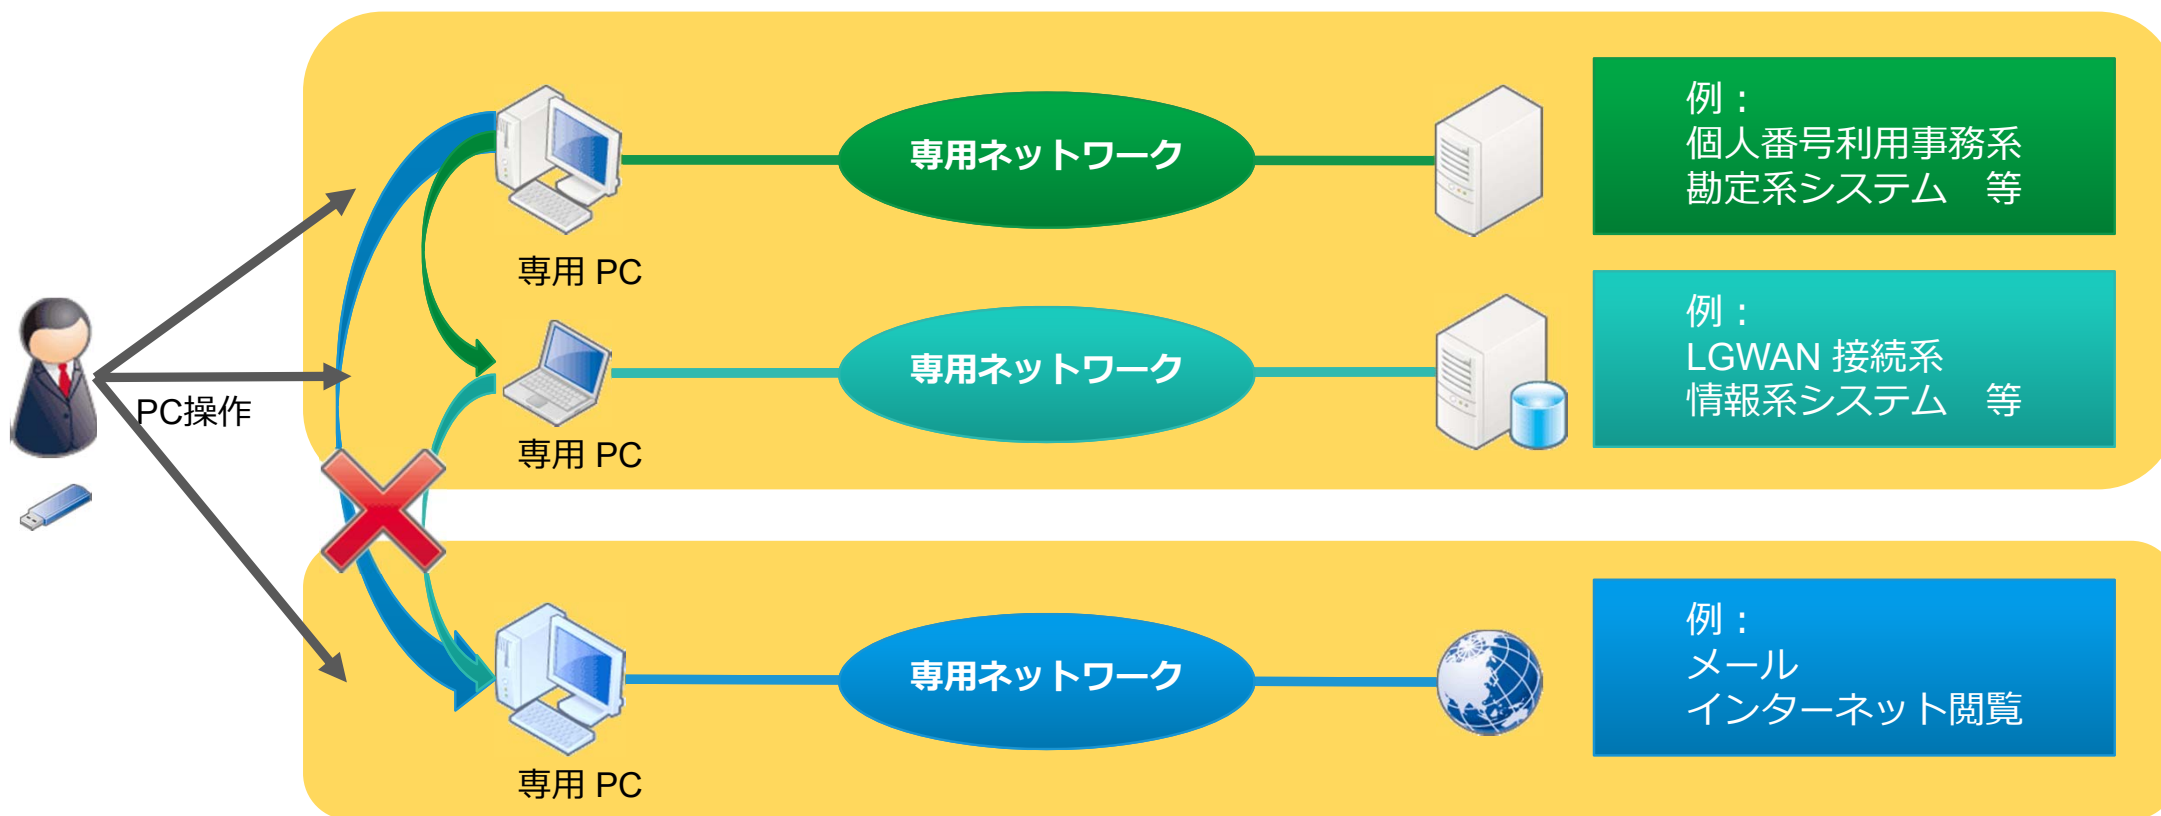 専用ネットワーク
例：
個人番号利用事務系
勘定系システム　等
専用 PC
専用ネットワーク
例：
LGWAN 接続系
情報系システム　等
PC操作
専用 PC
専用ネットワーク
例：
メール
インターネット閲覧
専用 PC